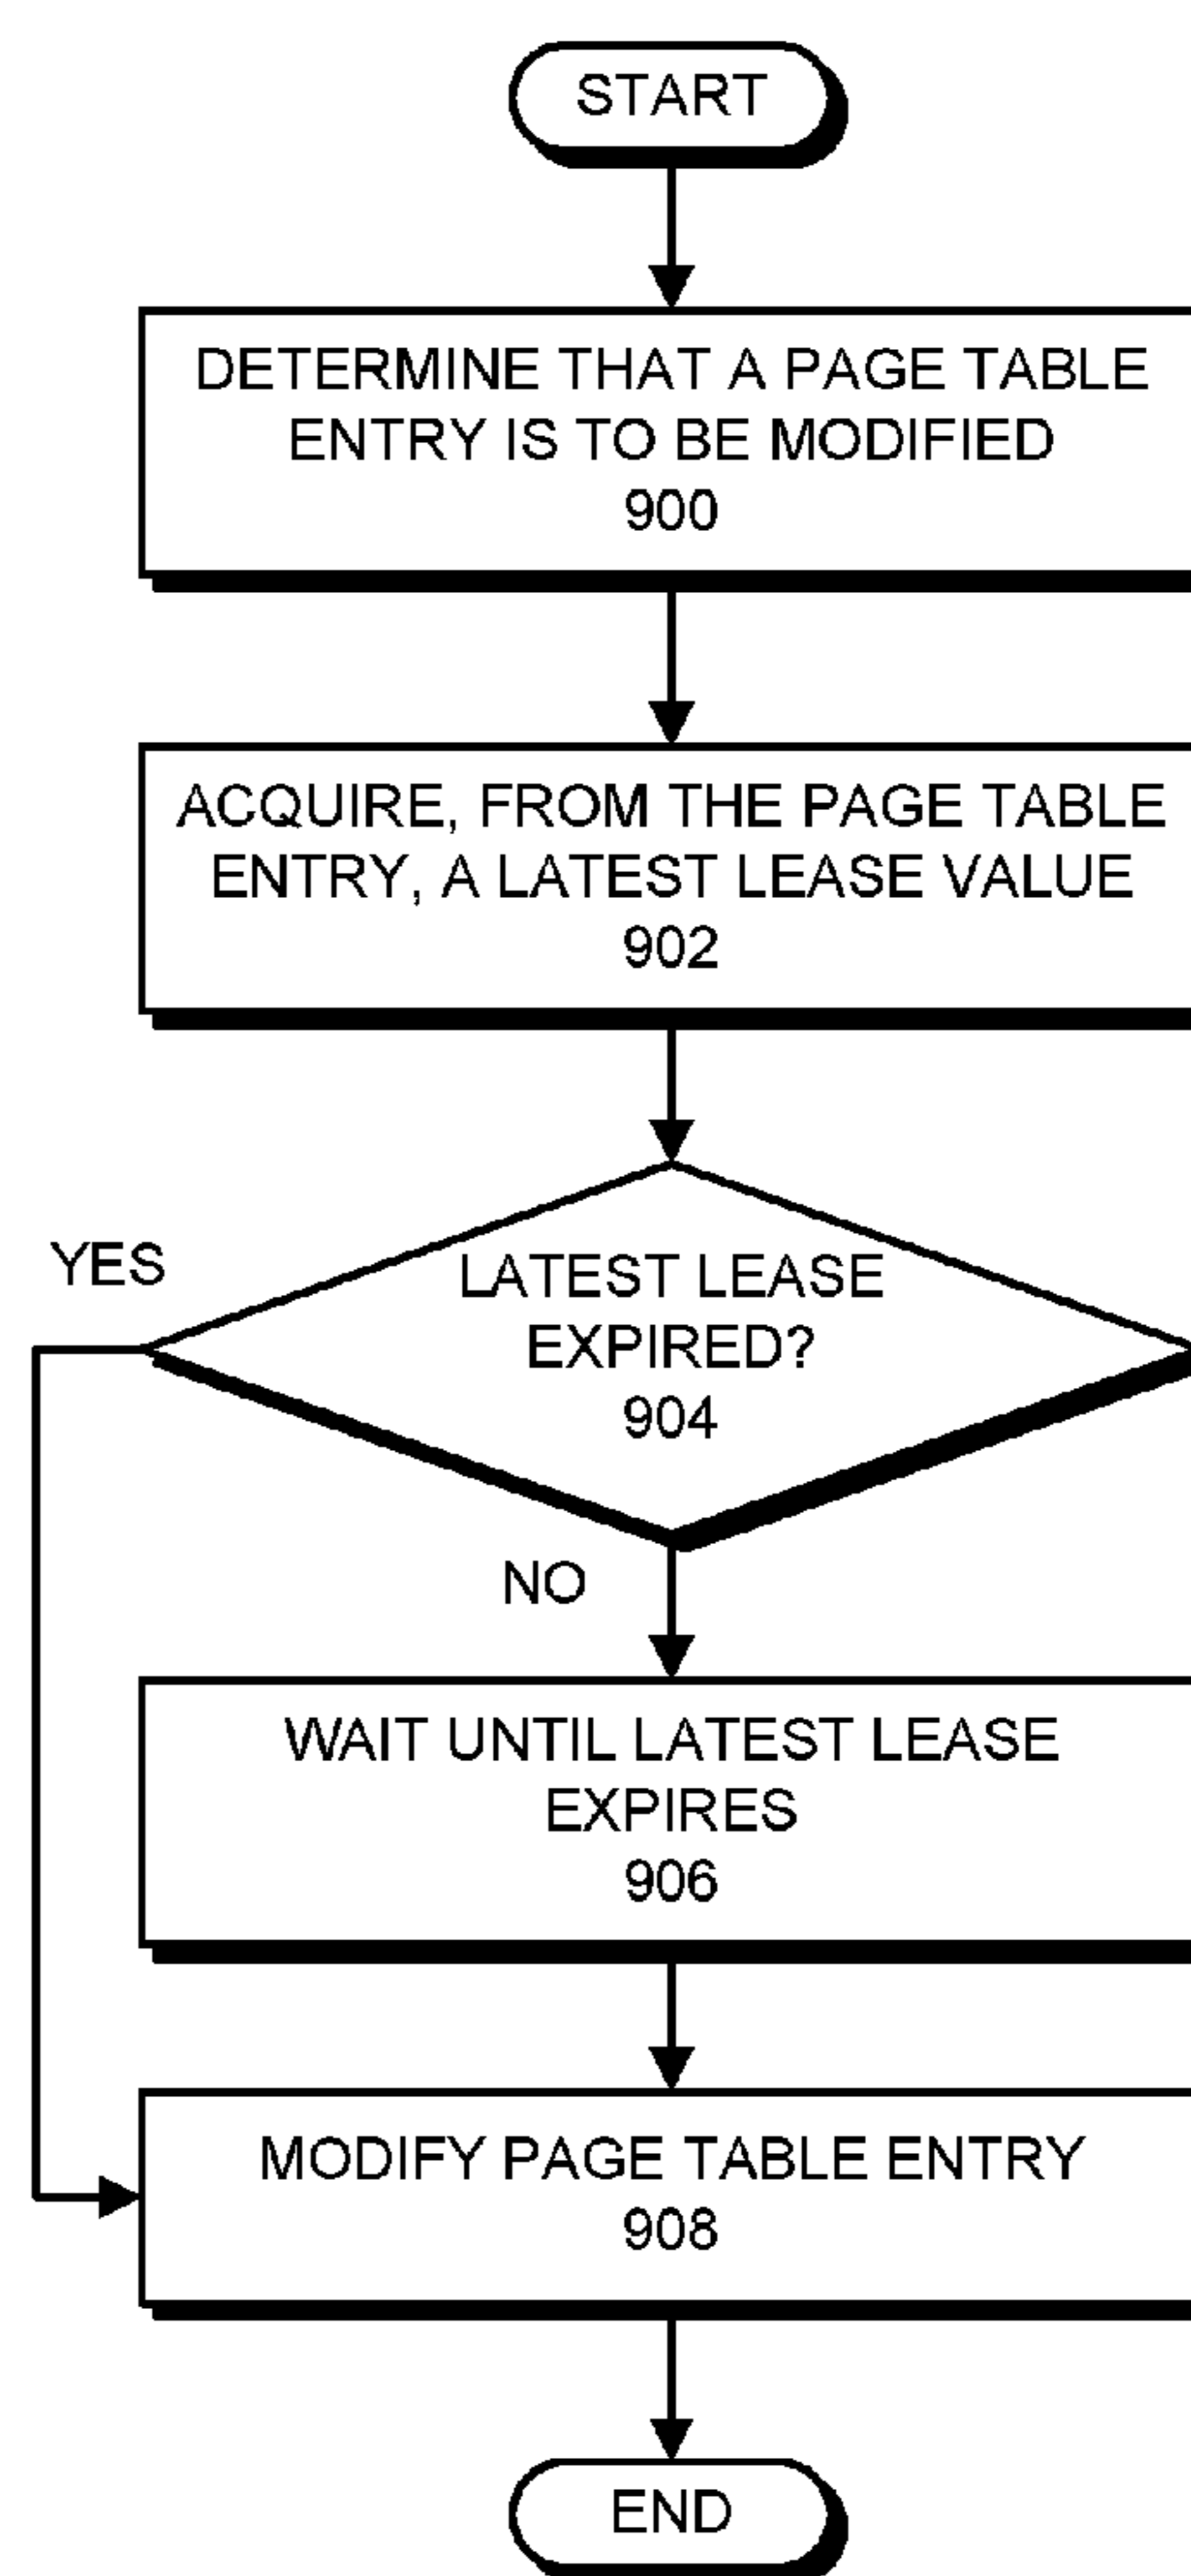 START
DETERMINE THAT A PAGE TABLE
ENTRY IS TO BE MODIFIED
900
ACQUIRE, FROM THE PAGE TABLE
ENTRY, A LATEST LEASE VALUE
902
YES
LATEST LEASE
EXPIRED?
904
NO
WAIT UNTIL LATEST LEASE
EXPIRES
906
MODIFY PAGE TABLE ENTRY
908
END